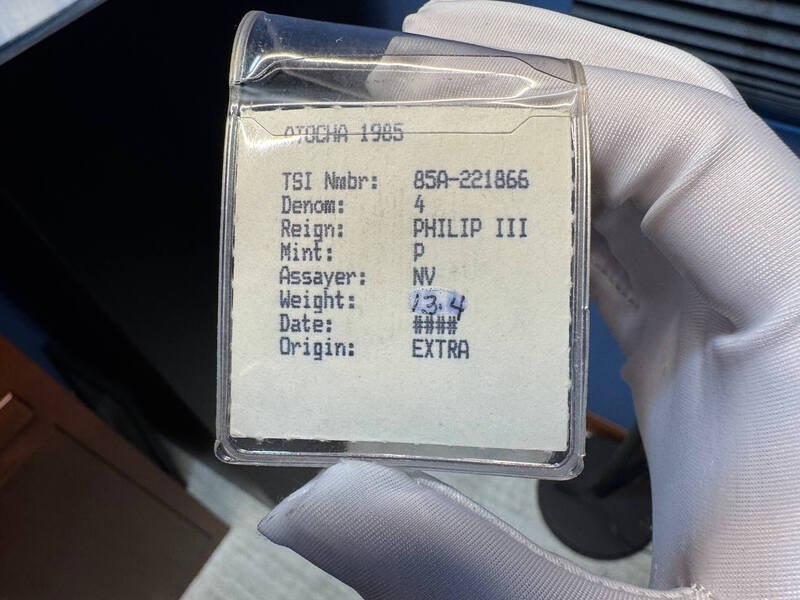 ATOCHA 1985
TSI Nmbr: 85A-221866
Denom: 4
Reign: PHILIP III
Mint: P
Assayer: NV
Weight: 13.4
Date: ####
Origin: EXTRA